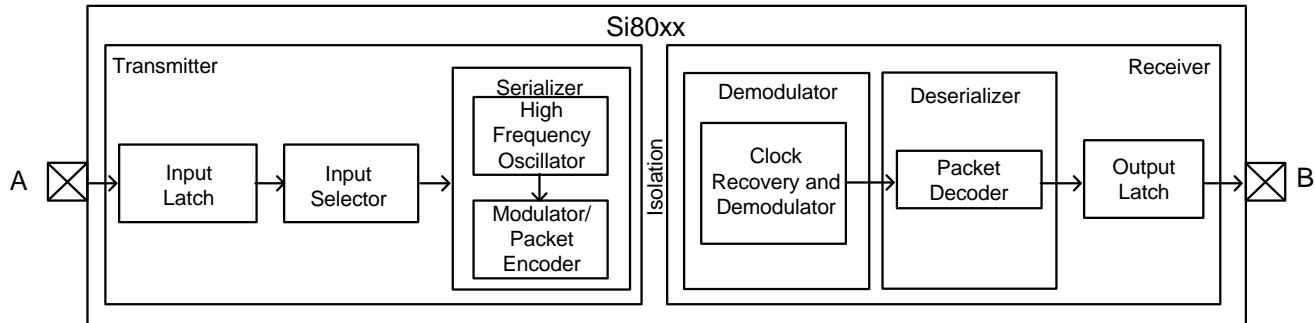 Si80xx
Transmitter
Receiver
Serializer
High
Frequency
Oscillator
Modulator/
Packet
Encoder
Input
Latch
Input
Selector
A
Isolation
Demodulator
Clock
Recovery and
Demodulator
Deserializer
Packet
Decoder
Output
Latch
B